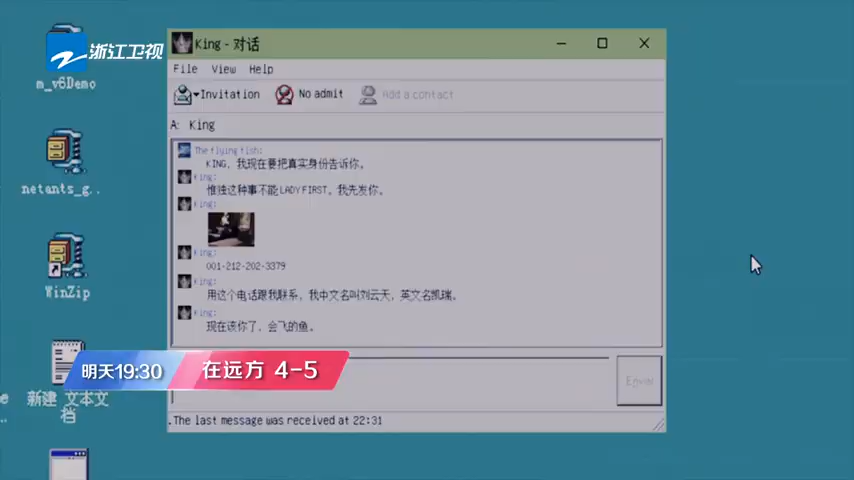 浙江卫视
m_v6Demo
netants_g..
WinZip
新建 文本文
档
King - 对话
File View Help
Invitation No admit Add a contact
A: King
The flying fish:
KING，我现在要把真实身份告诉你。
King:
惟独这种事不能LADY FIRST，我先发你。
King:
King:
001-212-202-3379
King:
用这个电话跟我联系，我中文名叫刘云天，英文名凯瑞。
King:
现在该你了，会飞的鱼。
Enter
.The last message was received at 22:31
明天19:30
在远方 4-5